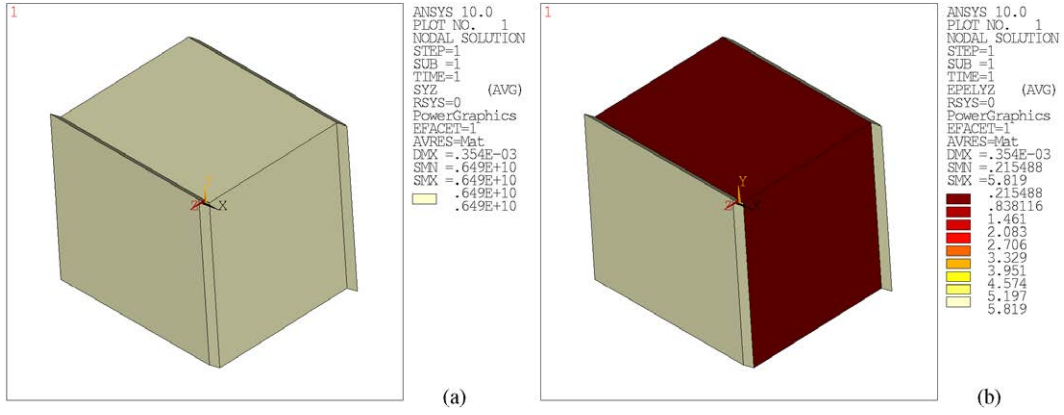 1
ANSYS 10.0
PLOT NO. 1
NODAL SOLUTION
STEP=1
SUB =1
TIME=1
SYZ (AVG)
RSYS=0
PowerGraphics
EFACET=1
AVRES=Mat
DMX =.354E-03
SMN =.649E+10
SMX =.649E+10
.649E+10
.649E+10
Y
Z X
(a)
1
ANSYS 10.0
PLOT NO. 1
NODAL SOLUTION
STEP=1
SUB =1
TIME=1
EPELYZ (AVG)
RSYS=0
PowerGraphics
EFACET=1
AVRES=Mat
DMX =.354E-03
SMN =.215488
SMX =5.819
.215488
.838116
1.461
2.083
2.706
3.329
3.951
4.574
5.197
5.819
Y
Z X
(b)